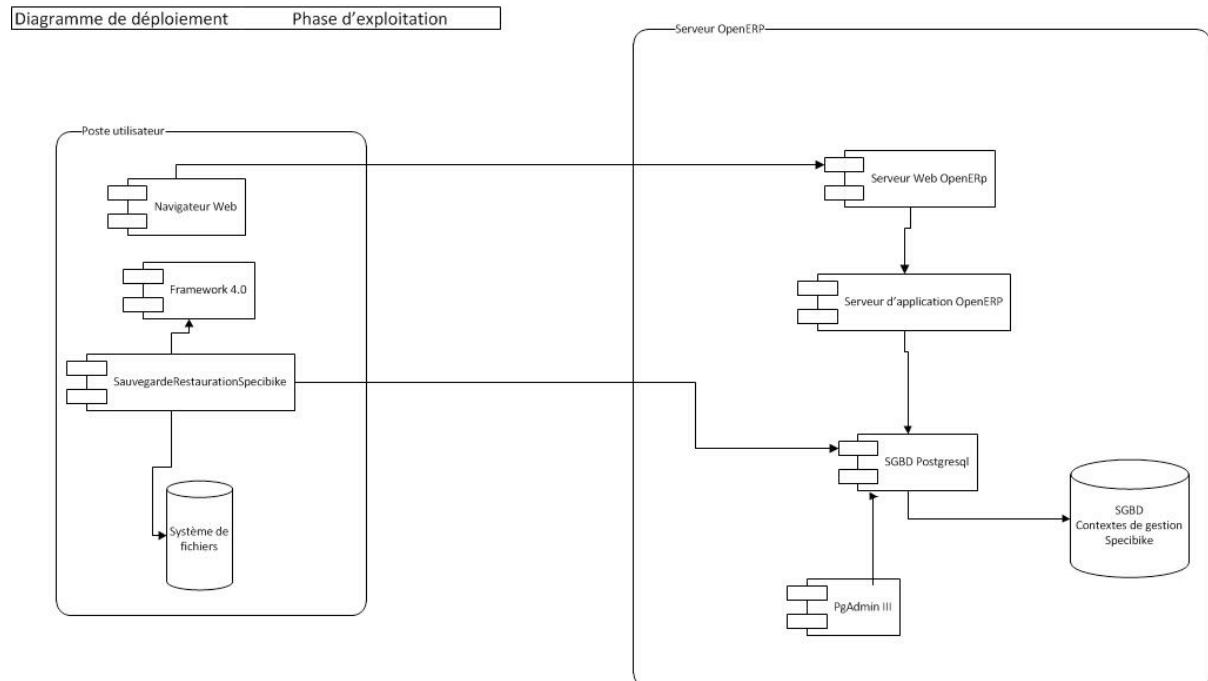 Diagramme de déploiement Phase d'exploitation
Serveur OpenERP
Poste utilisateur
Navigateur Web
Serveur Web OpenERp
Framework 4.0
Serveur d'application OpenERP
SauvegardeRestaurationSpecibike
SGBD Postgresql
Système de
fichiers
SGBD
Contextes de gestion
Specibike
PgAdmin III